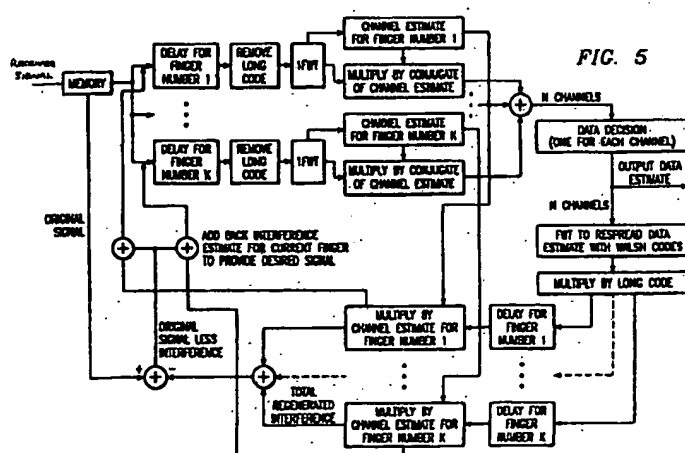 FIG. 5
RECEIVED
SIGNAL
MEMORY
DELAY FOR
FINGER
NUMBER 1
REMOVE
LONG
CODE
1.FWT
CHANNEL ESTIMATE
FOR FINGER NUMBER 1
MULTIPLY BY CONJUGATE
OF CHANNEL ESTIMATE
DELAY FOR
FINGER
NUMBER K
REMOVE
LONG
CODE
1.FWT
CHANNEL ESTIMATE
FOR FINGER NUMBER K
MULTIPLY BY CONJUGATE
OF CHANNEL ESTIMATE
N CHANNELS
DATA DECISION
(ONE FOR EACH CHANNEL)
OUTPUT DATA
ESTIMATE
N CHANNELS
FWT TO RESPREAD DATA
ESTIMATE WITH WALSH CODES
MULTIPLY BY LONG CODE
ORIGINAL
SIGNAL
ADD BACK INTERFERENCE
ESTIMATE FOR CURRENT FINGER
TO PROVIDE DESIRED SIGNAL
ORIGINAL
SIGNAL LESS
INTERFERENCE
+
-
TOTAL
REGENERATED
INTERFERENCE
MULTIPLY BY
CHANNEL ESTIMATE FOR
FINGER NUMBER 1
DELAY FOR
FINGER
NUMBER 1
MULTIPLY BY
CHANNEL ESTIMATE FOR
FINGER NUMBER K
DELAY FOR
FINGER
NUMBER K